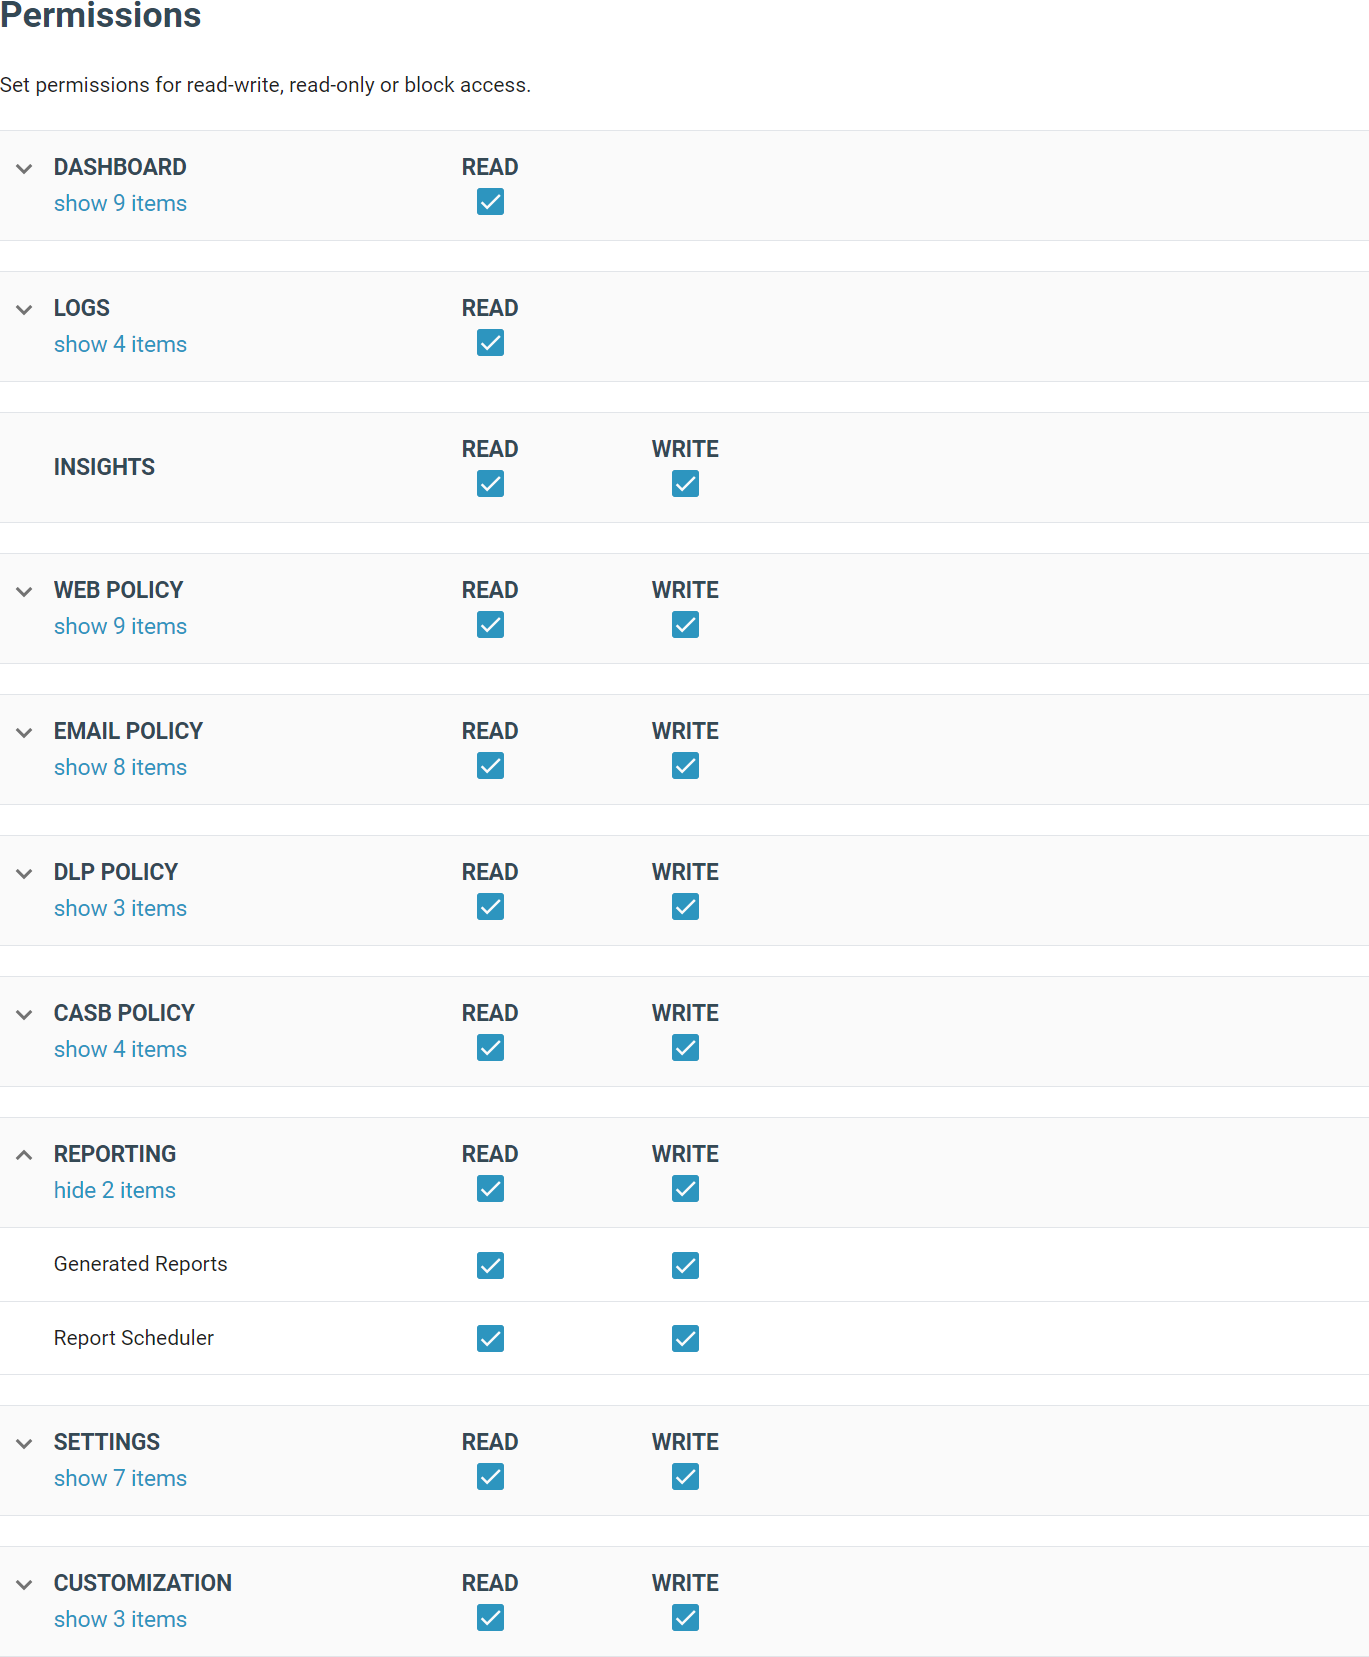 Permissions
Set permissions for read-write, read-only or block access.
DASHBOARD READ
show 9 items
LOGS READ
show 4 items
READ WRITE
INSIGHTS
WEB POLICY READ WRITE
show 9 items
EMAIL POLICY READ WRITE
show 8 items
DLP POLICY READ WRITE
show 3 items
CASB POLICY READ WRITE
show 4 items
REPORTING READ WRITE
hide 2 items
Generated Reports
Report Scheduler
SETTINGS READ WRITE
show 7 items
CUSTOMIZATION READ WRITE
show 3 items